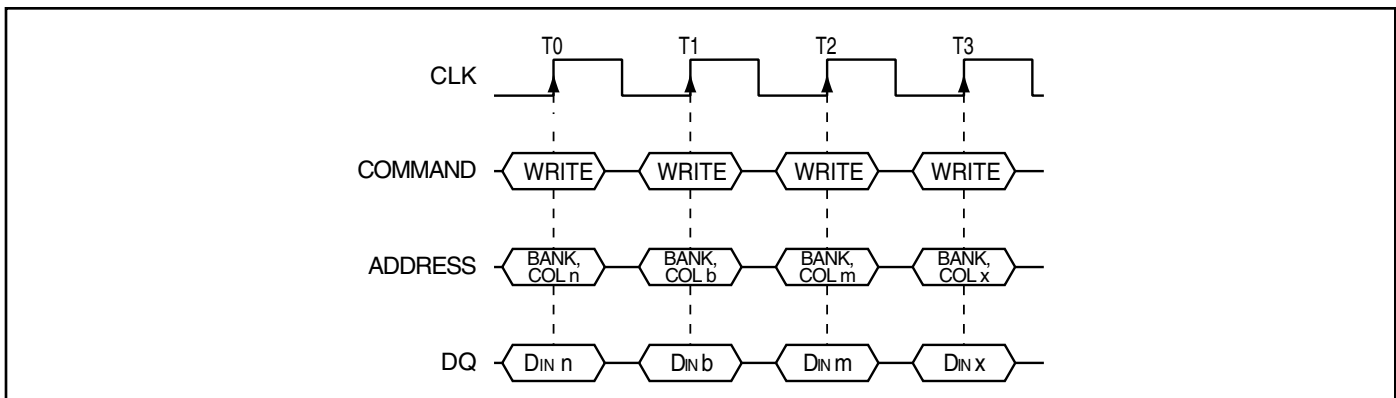 T0 T1 T2 T3
CLK
COMMAND WRITE WRITE WRITE WRITE
ADDRESS BANK, COL n BANK, COL b BANK, COL m BANK, COL x
DQ DIN n DIN b DIN m DIN x